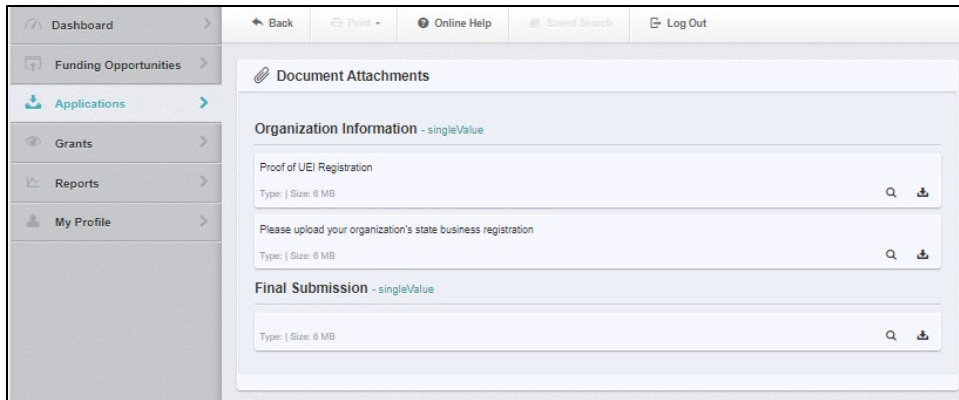 Dashboard
Funding Opportunities
Applications
Grants
Reports
My Profile
Back Print Online Help Saved Search Log Out
Document Attachments
Organization Information - singleValue
Proof of UEI Registration
Type: | Size: 6 MB
Please upload your organization's state business registration
Type: | Size: 6 MB
Final Submission - singleValue
Type: | Size: 6 MB